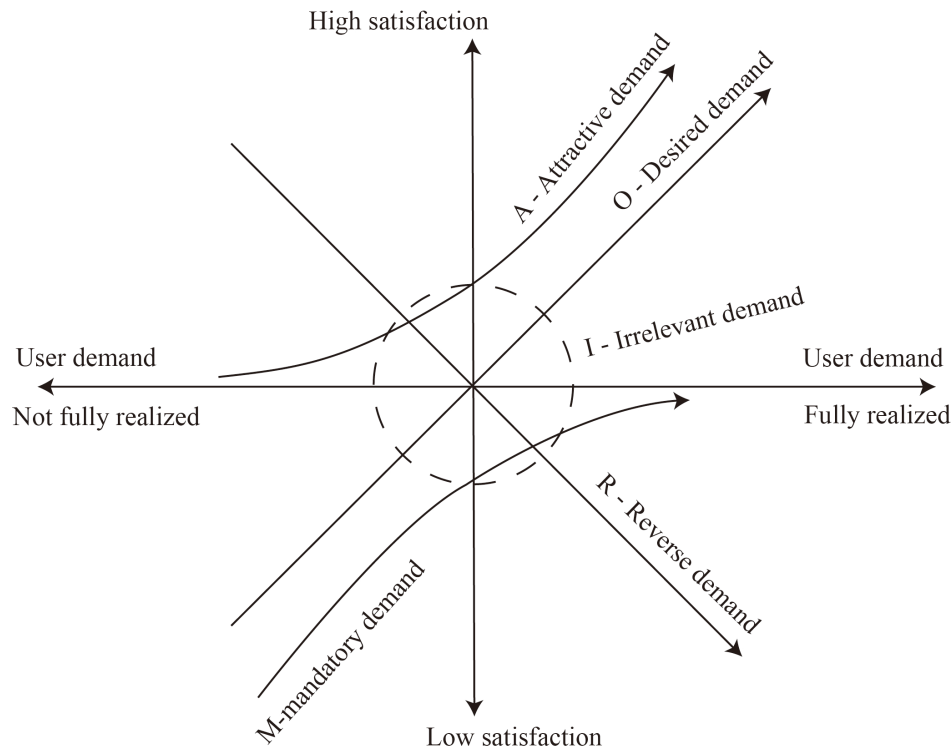 High satisfaction
A - Attractive demand
O - Desired demand
I - Irrelevant demand
User demand
Not fully realized
User demand
Fully realized
R - Reverse demand
M-mandatory demand
Low satisfaction